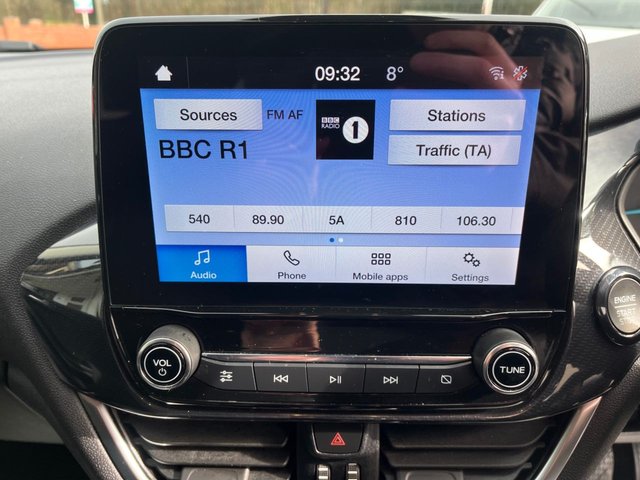 09:32 8°
Sources FM AF BBC RADIO 1 Stations
BBC R1 Traffic (TA)
540 89.90 5A 810 106.30
Audio Phone Mobile apps Settings
ENGINE
START
VOL TUNE